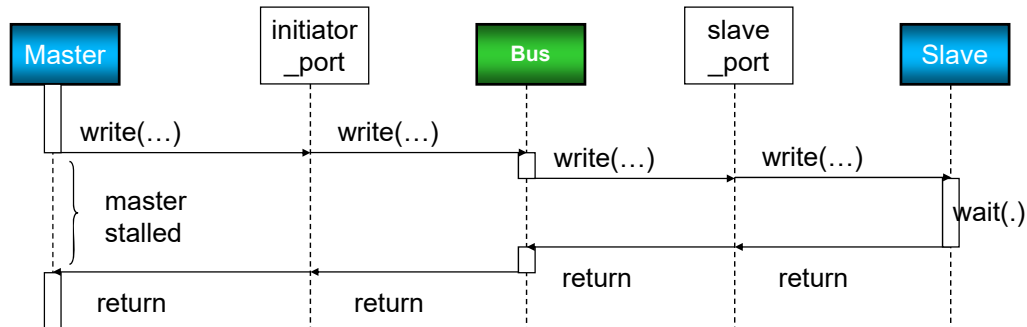 Master
initiator
_port
Bus
slave
_port
Slave
write(…)
write(…)
write(…)
write(…)
master
stalled
wait(.)
return
return
return
return